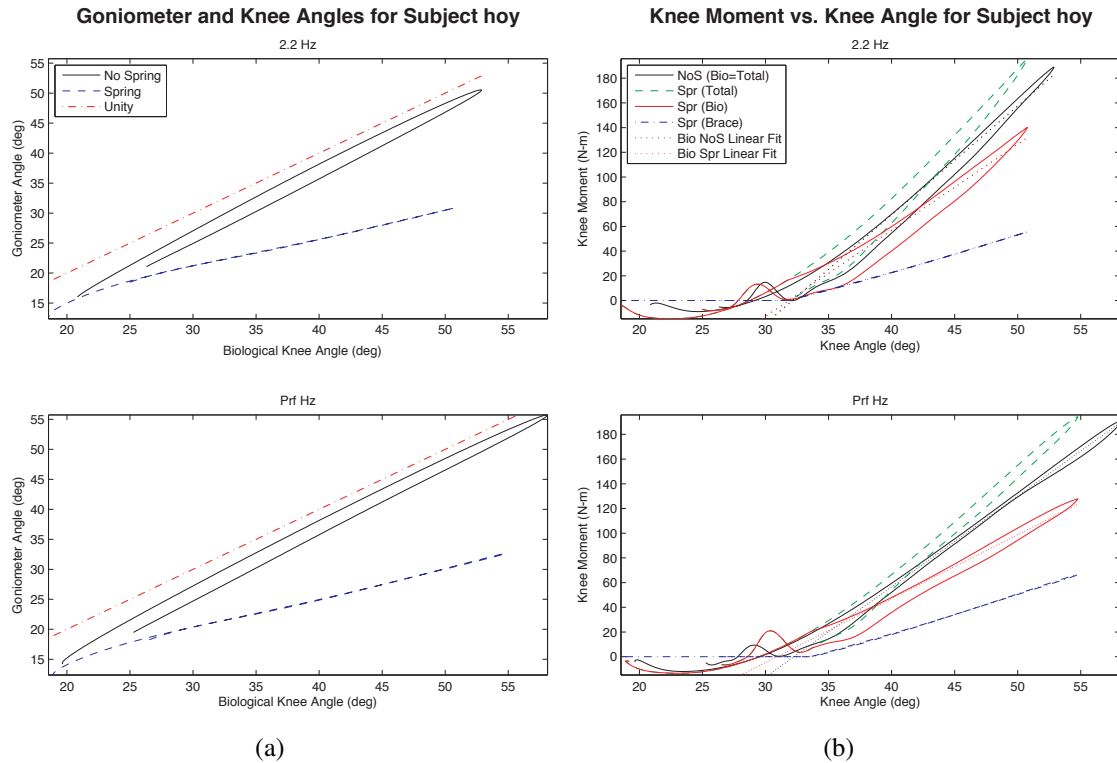 Goniometer and Knee Angles for Subject hoy
2.2 Hz
No Spring
Spring
Unity
Goniometer Angle (deg)
55
50
45
40
35
30
25
20
15
20 25 30 35 40 45 50 55
Biological Knee Angle (deg)
Prf Hz
Goniometer Angle (deg)
55
50
45
40
35
30
25
20
15
20 25 30 35 40 45 50 55
Biological Knee Angle (deg)
(a)
Knee Moment vs. Knee Angle for Subject hoy
2.2 Hz
NoS (Bio=Total)
Spr (Total)
Spr (Bio)
Spr (Brace)
Bio NoS Linear Fit
Bio Spr Linear Fit
Knee Moment (N-m)
180
160
140
120
100
80
60
40
20
0
20 25 30 35 40 45 50 55
Knee Angle (deg)
Prf Hz
Knee Moment (N-m)
180
160
140
120
100
80
60
40
20
0
20 25 30 35 40 45 50 55
Knee Angle (deg)
(b)